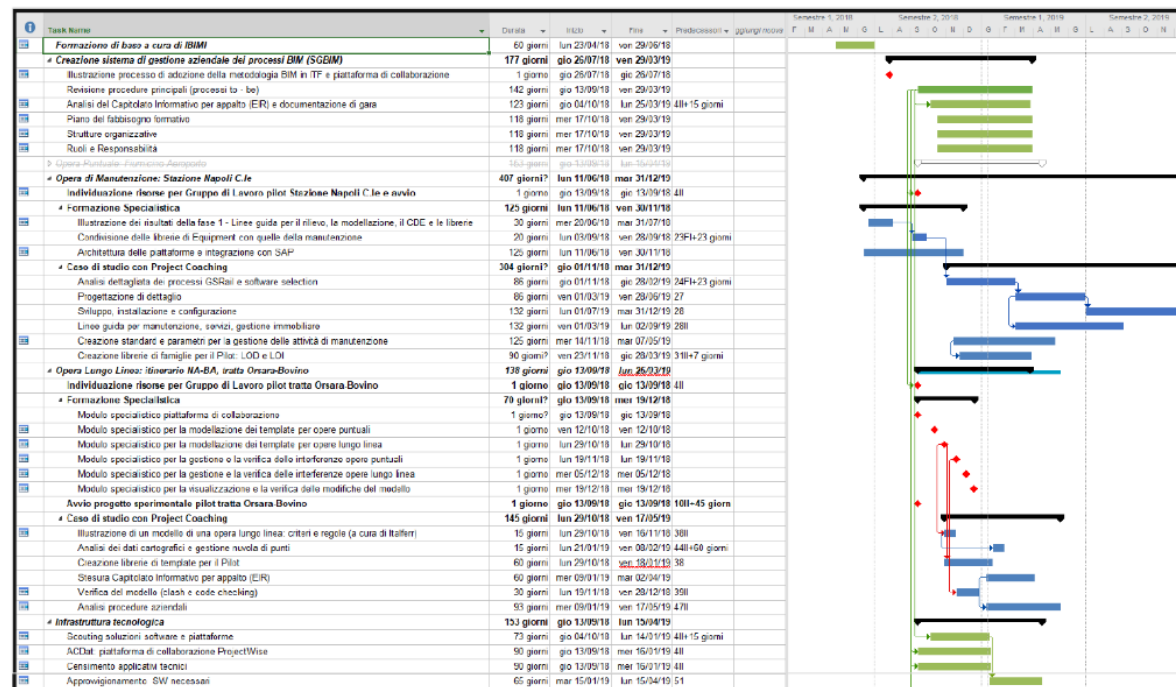 Semestre 1, 2018 Semestre 2, 2018 Semestre 1, 2019 Semestre 2, 2019
Task Name Durata Inizio Fine Predecessori ggiungi nuova F M A M G L A S O N D G F M A M G L A S O N
Formazione di base a cura di IBIMI 60 giorni lun 23/04/18 ven 29/06/18
Creazione sistema di gestione aziendale dei processi BIM (SGBIM) 177 giorni gio 26/07/18 ven 29/03/19
Illustrazione processo di adozione della metodologia BIM in ITF e piattaforma di collaborazione 1 giorno gio 26/07/18 gio 26/07/18
Revisione procedure principali (processi to - be) 142 giorni gio 13/09/18 ven 29/03/19
Analisi del Capitolato Informativo per appalto (EIR) e documentazione di gara 123 giorni gio 04/10/18 lun 25/03/19 4II+15 giorni
Piano del fabbisogno formativo 118 giorni mer 17/10/18 ven 29/03/19
Strutture organizzative 118 giorni mer 17/10/18 ven 29/03/19
Ruoli e Responsabilità 118 giorni mer 17/10/18 ven 29/03/19
Opera Puntuale: Fiumicino Aeroporto 153 giorni gio 13/09/18 lun 15/04/19
Opera di Manutenzione: Stazione Napoli C.le 407 giorni? lun 11/06/18 mar 31/12/19
Individuazione risorse per Gruppo di Lavoro pilot Stazione Napoli C.le e avvio 1 giorno gio 13/09/18 gio 13/09/18 4II
Formazione Specialistica 125 giorni lun 11/06/18 ven 30/11/18
Illustrazione dei risultati della fase 1 - Linee guida per il rilievo, la modellazione, il CDE e le librerie 30 giorni mer 20/06/18 mar 31/07/18
Condivisione delle librerie di Equipment con quelle della manutenzione 20 giorni lun 03/09/18 ven 28/09/18 23FI+23 giorni
Architettura delle piattaforme e integrazione con SAP 125 giorni lun 11/06/18 ven 30/11/18
Caso di studio con Project Coaching 304 giorni? gio 01/11/18 mar 31/12/19
Analisi dettagliata dei processi GSRail e software selection 86 giorni gio 01/11/18 gio 28/02/19 24FI+23 giorni
Progettazione di dettaglio 86 giorni ven 01/03/19 ven 28/06/19 27
Sviluppo, installazione e configurazione 132 giorni lun 01/07/19 mar 31/12/19 28
Linee guida per manutenzione, servizi, gestione immobiliare 132 giorni ven 01/03/19 lun 02/09/19 28II
Creazione standard e parametri per la gestione delle attività di manutenzione 125 giorni mer 14/11/18 mar 07/05/19
Creazione librerie di famiglie per il Pilot: LOD e LOI 90 giorni? ven 23/11/18 gio 28/03/19 31II+7 giorni
Opera Lungo Linea: itinerario NA-BA, tratta Orsara-Bovino 138 giorni gio 13/09/18 lun 25/03/19
Individuazione risorse per Gruppo di Lavoro pilot tratta Orsara-Bovino 1 giorno gio 13/09/18 gio 13/09/18 4II
Formazione Specialistica 70 giorni? gio 13/09/18 mer 19/12/18
Modulo specialistico piattaforma di collaborazione 1 giorno? gio 13/09/18 gio 13/09/18
Modulo specialistico per la modellazione dei template per opere puntuali 1 giorno ven 12/10/18 ven 12/10/18
Modulo specialistico per la modellazione dei template per opere lungo linea 1 giorno lun 29/10/18 lun 29/10/18
Modulo specialistico per la gestione e la verifica delle interferenze opere puntuali 1 giorno lun 19/11/18 lun 19/11/18
Modulo specialistico per la gestione e la verifica delle interferenze opere lungo linea 1 giorno mer 05/12/18 mer 05/12/18
Modulo specialistico per la visualizzazione e la verifica delle modifiche del modello 1 giorno mer 19/12/18 mer 19/12/18
Avvio progetto sperimentale pilot tratta Orsara-Bovino 1 giorno gio 13/09/18 gio 13/09/18 10II+45 giorn
Caso di studio con Project Coaching 145 giorni lun 29/10/18 ven 17/05/19
Illustrazione di un modello di una opera lungo linea: criteri e regole (a cura di Italferr) 15 giorni lun 29/10/18 ven 16/11/18 38II
Analisi dei dati cartografici e gestione nuvola di punti 15 giorni lun 21/01/19 ven 08/02/19 44II+60 giorni
Creazione librerie di template per il Pilot 60 giorni lun 29/10/18 ven 18/01/19 38
Stesura Capitolato Informativo per appalto (EIR) 60 giorni mer 09/01/19 mar 02/04/19
Verifica del modello (clash e code checking) 30 giorni lun 19/11/18 ven 28/12/18 39II
Analisi procedure aziendali 93 giorni mer 09/01/19 ven 17/05/19 47II
Infrastruttura tecnologica 153 giorni gio 13/09/18 lun 15/04/19
Scouting soluzioni software e piattaforme 73 giorni gio 04/10/18 lun 14/01/19 4II+15 giorni
ACDat: piattaforma di collaborazione ProjectWise 90 giorni gio 13/09/18 mer 16/01/19 4II
Censimento applicativi tecnici 90 giorni gio 13/09/18 mer 16/01/19 4II
Approvvigionamento SW necessari 65 giorni mar 15/01/19 lun 15/04/19 51